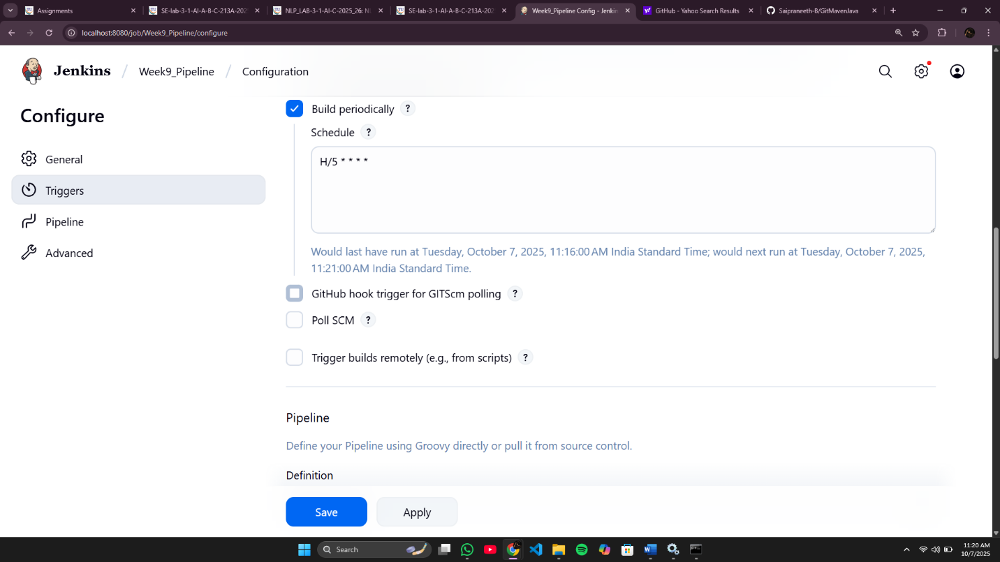 Assignments
SE-lab-3-1-AI-A-B-C-213A-202
NLP_LAB-3-1-AI-C-2025_26: NL
SE-lab-3-1-AI-A-B-C-213A-202
Week9_Pipeline Config - Jenkin
GitHub - Yahoo Search Results
Saipraneeth-B/GitMavenJava
localhost:8080/job/Week9_Pipeline/configure
Jenkins / Week9_Pipeline / Configuration
Configure
General
Triggers
Pipeline
Advanced
Build periodically ?
Schedule ?
H/5 * * * *
Would last have run at Tuesday, October 7, 2025, 11:16:00 AM India Standard Time; would next run at Tuesday, October 7, 2025,
11:21:00 AM India Standard Time.
GitHub hook trigger for GITScm polling ?
Poll SCM ?
Trigger builds remotely (e.g., from scripts) ?
Pipeline
Define your Pipeline using Groovy directly or pull it from source control.
Definition
Save
Apply
Search
11:20 AM
10/7/2025